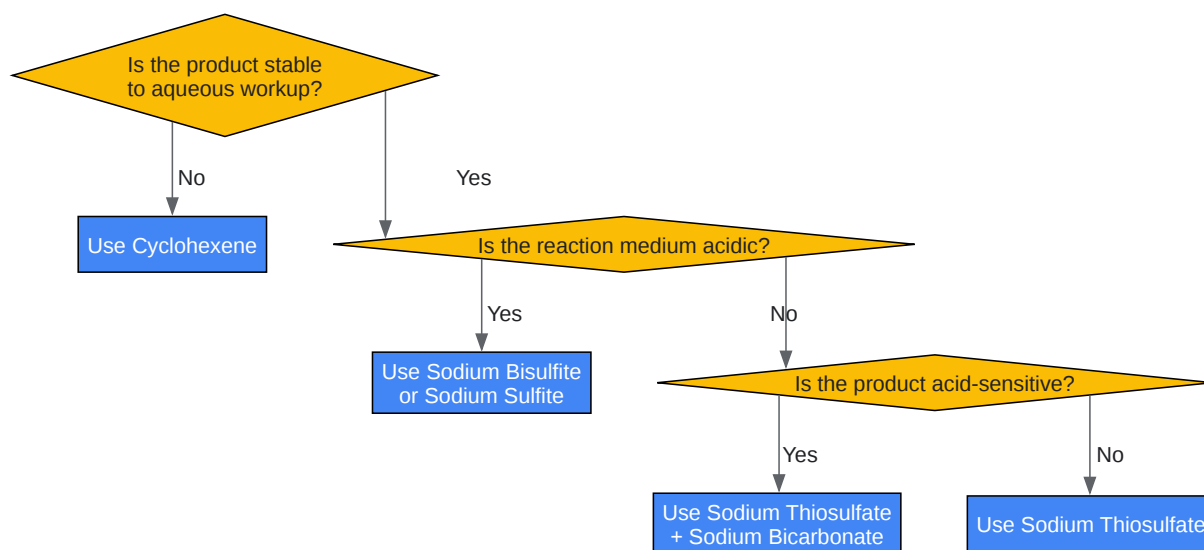 Is the product stable
to aqueous workup?
No
Yes
Use Cyclohexene
Is the reaction medium acidic?
Yes
No
Use Sodium Bisulfite
or Sodium Sulfite
Is the product acid-sensitive?
Yes
No
Use Sodium Thiosulfate
+ Sodium Bicarbonate
Use Sodium Thiosulfate